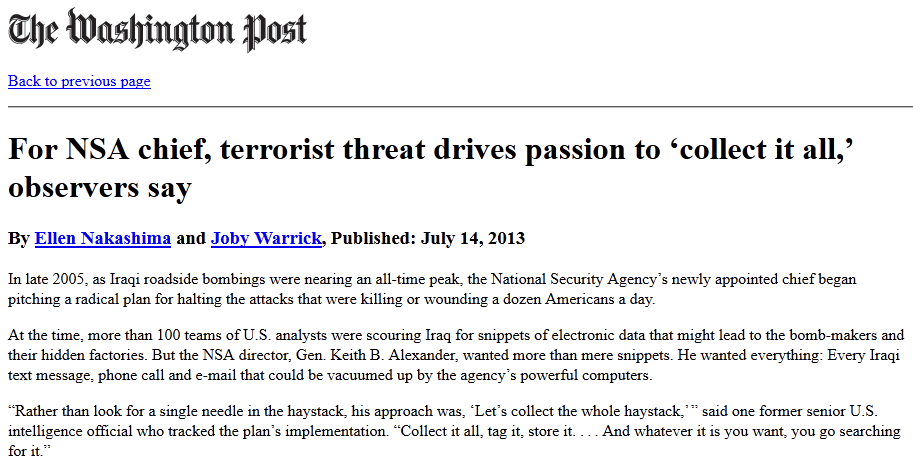 The Washington Post
Back to previous page
For NSA chief, terrorist threat drives passion to ‘collect it all,’
observers say
By Ellen Nakashima and Joby Warrick, Published: July 14, 2013
In late 2005, as Iraqi roadside bombings were nearing an all-time peak, the National Security Agency’s newly appointed chief began
pitching a radical plan for halting the attacks that were killing or wounding a dozen Americans a day.
At the time, more than 100 teams of U.S. analysts were scouring Iraq for snippets of electronic data that might lead to the bomb-makers and
their hidden factories. But the NSA director, Gen. Keith B. Alexander, wanted more than mere snippets. He wanted everything: Every Iraqi
text message, phone call and e-mail that could be vacuumed up by the agency’s powerful computers.
“Rather than look for a single needle in the haystack, his approach was, ‘Let’s collect the whole haystack,’ ” said one former senior U.S.
intelligence official who tracked the plan’s implementation. “Collect it all, tag it, store it. . . . And whatever it is you want, you go searching
for it.”